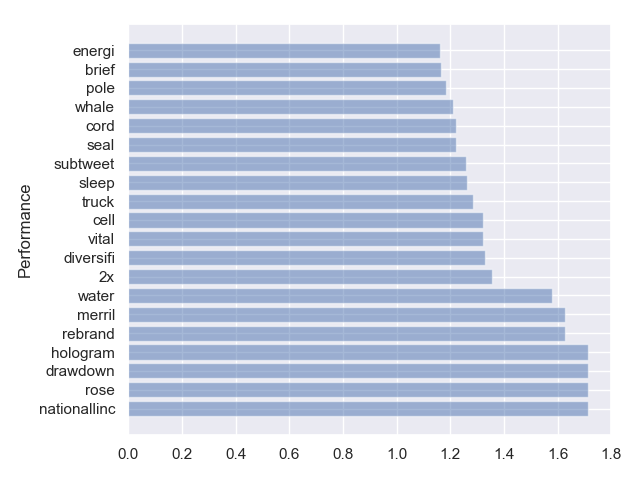 energi
brief
pole
whale
cord
seal
subtweet
sleep
truck
cell
vital
diversifi
2x
water
merril
rebrand
hologram
drawdown
rose
nationallinc
Performance
0.0 0.2 0.4 0.6 0.8 1.0 1.2 1.4 1.6 1.8